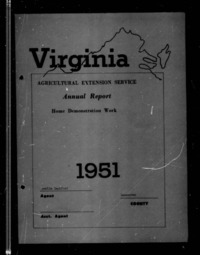 Virginia
AGRICULTURAL EXTENSION SERVICE
Annual Report
Home Demonstration Work
1951
Agent
COUNTY
Asst. Agent